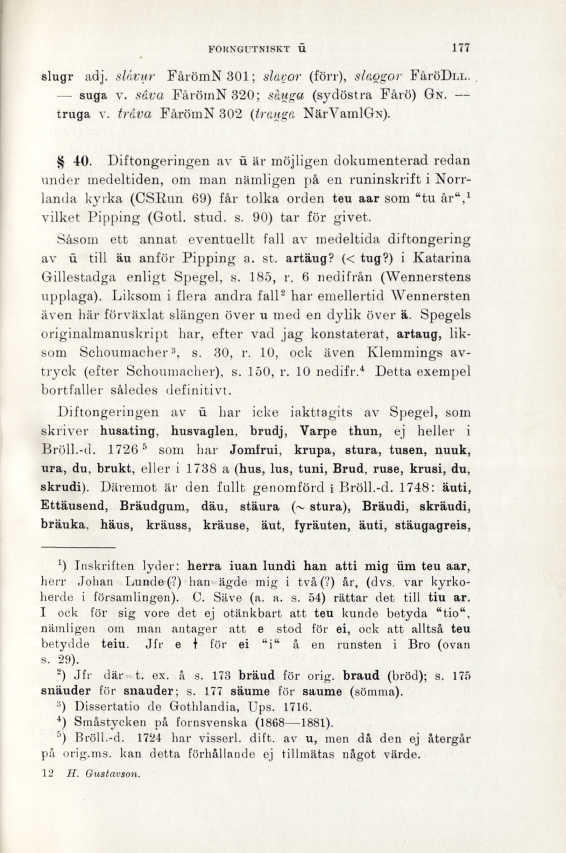 FORNGUTNISKT ū 177
slugr adj. slåvur FårömN 301; slavor (förr), slaggor FåröDLL.
— suga v. såva FårömN 320; sàuga (sydöstra Fårö) GN. —
truga v. tråva FårömN 302 (tràuga NärVamlGN).
§ 40. Diftongeringen av ū är möjligen dokumenterad redan
under medeltiden, om man nämligen på en runinskrift i Norr-
landa kyrka (CSRun 69) får tolka orden teu aar som "tu år",¹
vilket Pipping (Gotl. stud. s. 90) tar för givet.
Såsom ett annat eventuellt fall av medeltida diftongering
av ū till äu anför Pipping a. st. artäug? (< tug?) i Katarina
Gillestadga enligt Spegel, s. 185, r. 6 nedifrån (Wennerstens
upplaga). Liksom i flera andra fall² har emellertid Wennersten
även här förväxlat slängen över u med en dylik över ä. Spegels
originalmanuskript har, efter vad jag konstaterat, artaug, lik-
som Schoumacher³, s. 30, r. 10, ock även Klemmings av-
tryck (efter Schoumacher), s. 150, r. 10 nedifr.⁴ Detta exempel
bortfaller således definitivt.
Diftongeringen av ū har icke iakttagits av Spegel, som
skriver husating, husvaglen, brudj, Varpe thun, ej heller i
Bröll.-d. 1726⁵ som har Jomfrui, krupa, stura, tusen, nuuk,
ura, du, brukt, eller i 1738 a (hus, lus, tuni, Brud, ruse, krusi, du,
skrudi). Däremot är den fullt genomförd i Bröll.-d. 1748: äuti,
Ettäusend, Bräudgum, däu, stäura (~ stura), Bräudi, skräudi,
bräuka, häus, kräuss, kräuse, äut, fyräuten, äuti, stäugagreis,
¹) Inskriften lyder: herra iuan lundi han atti mig üm teu aar,
herr Johan Lunde (?) han ägde mig i två (?) år, (dvs. var kyrko-
herde i församlingen). C. Säve (a. a. s. 54) rättar det till tiu ar.
I ock för sig vore det ej otänkbart att teu kunde betyda "tio",
nämligen om man antager att e stod för ei, ock att alltså teu
betydde teiu. Jfr e ƚ för ei "i" å en runsten i Bro (ovan
s. 29).
²) Jfr där t. ex. å s. 173 bräud för orig. braud (bröd); s. 175
snäuder för snauder; s. 177 säume för saume (sömma).
³) Dissertatio de Gothlandia, Ups. 1716.
⁴) Småstycken på fornsvenska (1868—1881).
⁵) Bröll.-d. 1724 har visserl. dift. av u, men då den ej återgår
på orig.ms. kan detta förhållande ej tillmätas något värde.
12 H. Gustavson.